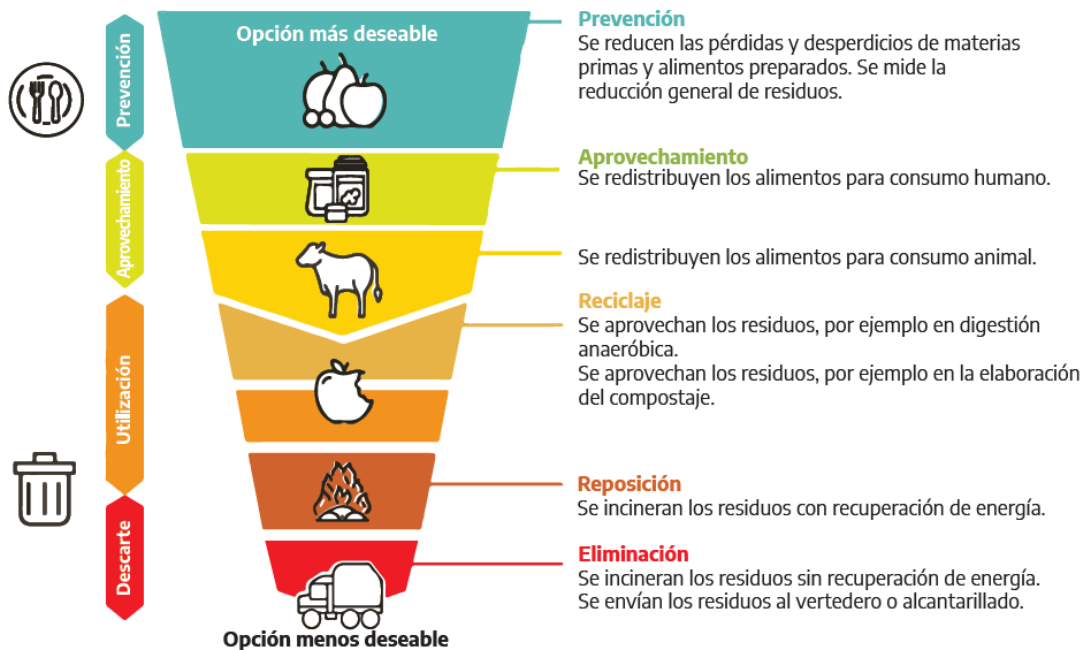 Prevención
Aprovechamiento
Utilización
Descarte
Opción más deseable
Opción menos deseable
Prevención
Se reducen las pérdidas y desperdicios de materias
primas y alimentos preparados. Se mide la
reducción general de residuos.
Aprovechamiento
Se redistribuyen los alimentos para consumo humano.
Se redistribuyen los alimentos para consumo animal.
Reciclaje
Se aprovechan los residuos, por ejemplo en digestión
anaeróbica.
Se aprovechan los residuos, por ejemplo en la elaboración
del compostaje.
Reposición
Se incineran los residuos con recuperación de energía.
Eliminación
Se incineran los residuos sin recuperación de energía.
Se envían los residuos al vertedero o alcantarillado.